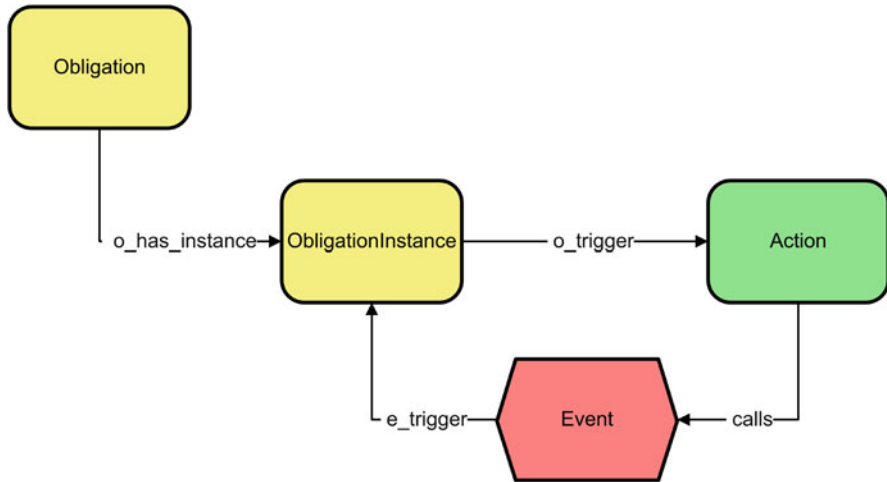 Obligation
o_has_instance
ObligationInstance
o_trigger
Action
e_trigger
Event
calls